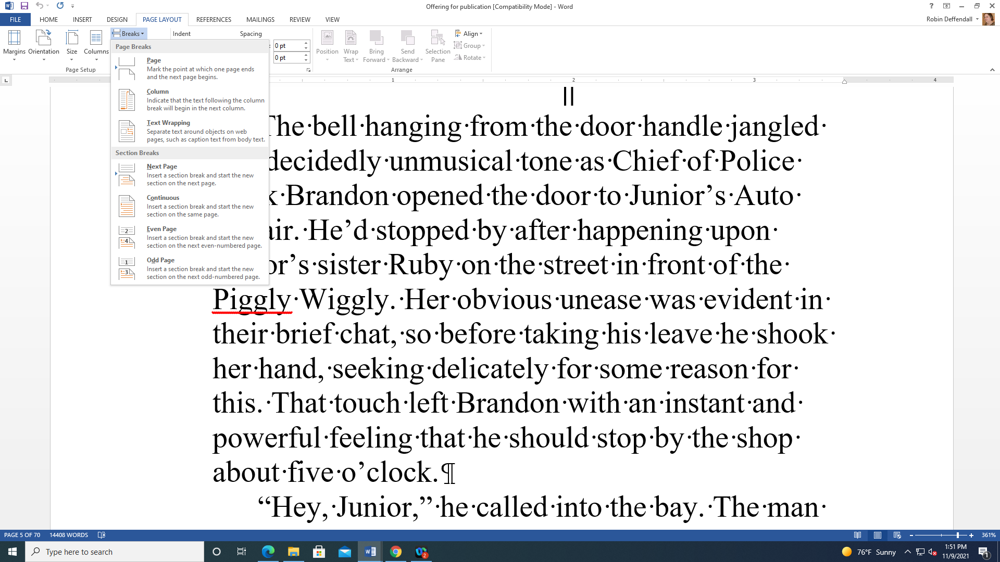 Offering for publication [Compatibility Mode] - Word
?
FILE HOME INSERT DESIGN PAGE LAYOUT REFERENCES MAILINGS REVIEW VIEW
Robin Deffendall
Margins
Orientation
Size
Columns
Breaks
Page Setup
Indent
Spacing
0 pt
0 pt
Position
Wrap Text
Bring Forward
Send Backward
Selection Pane
Align
Group
Rotate
Arrange
Page Breaks
Page
Mark the point at which one page ends
and the next page begins.
Column
Indicate that the text following the column
break will begin in the next column.
Text Wrapping
Separate text around objects on web
pages, such as caption text from body text.
Section Breaks
Next Page
Insert a section break and start the new
section on the next page.
Continuous
Insert a section break and start the new
section on the same page.
Even Page
Insert a section break and start the new
section on the next even-numbered page.
Odd Page
Insert a section break and start the new
section on the next odd-numbered page.
1 2 3 4
II
The·bell·hanging·from·the·door·handle·jangled·
decidedly·unmusical·tone·as·Chief·of·Police·
k·Brandon·opened·the·door·to·Junior’s·Auto·
air.·He’d·stopped·by·after·happening·upon·
or’s·sister·Ruby·on·the·street·in·front·of·the·
Piggly·Wiggly.·Her·obvious·unease·was·evident·in·
their·brief·chat,·so·before·taking·his·leave·he·shook·
her·hand,·seeking·delicately·for·some·reason·for·
this.·That·touch·left·Brandon·with·an·instant·and·
powerful·feeling·that·he·should·stop·by·the·shop·
about·five·o’clock.¶
“Hey,·Junior,”·he·called·into·the·bay.·The·man·
PAGE 5 OF 70 14408 WORDS
361%
Type here to search
2
76°F Sunny
1:51 PM
11/9/2021
1